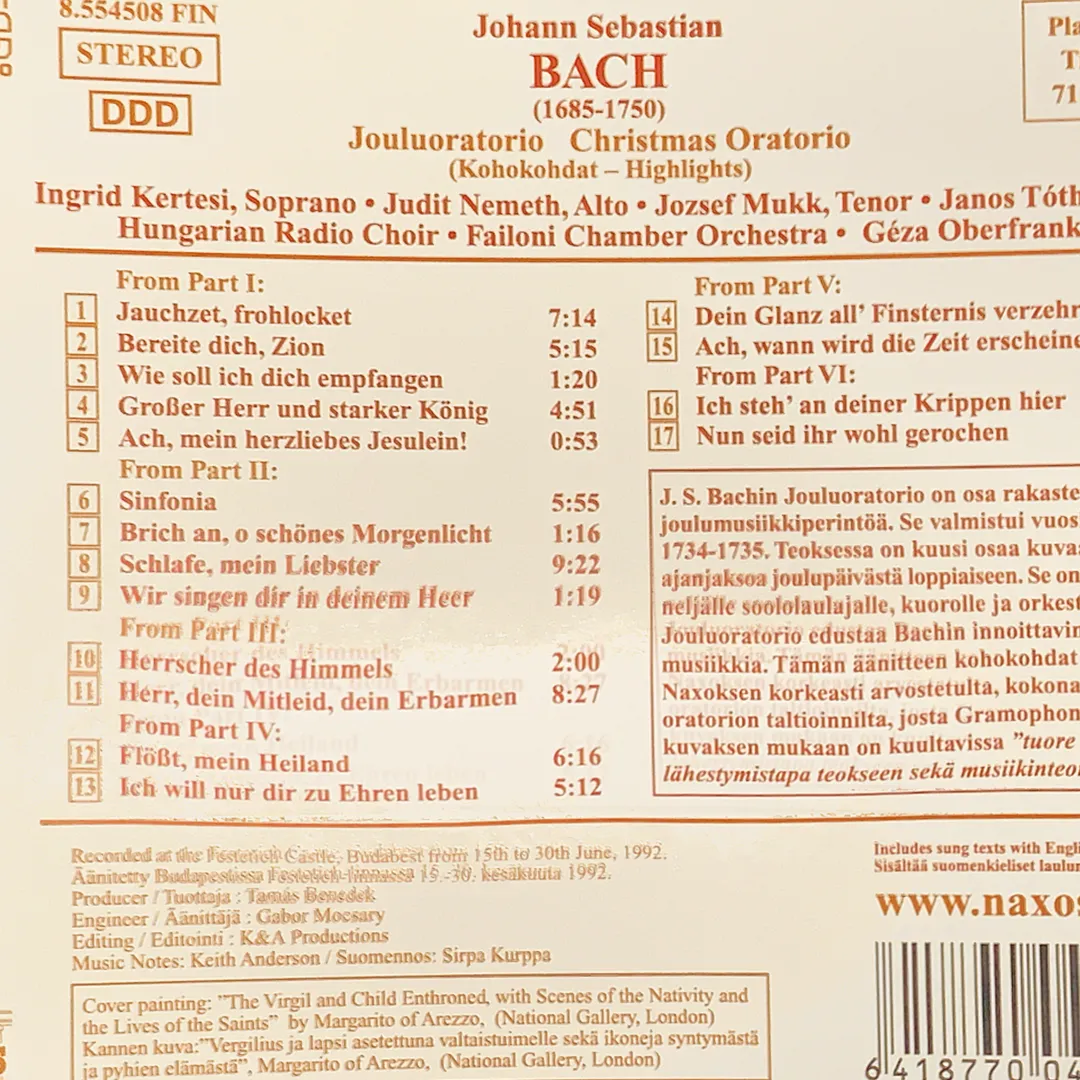 8.554508 FIN
STEREO
DDD
Johann Sebastian
BACH
(1685-1750)
Jouluoratorio Christmas Oratorio
(Kohokohdat – Highlights)
Ingrid Kertesi, Soprano • Judit Nemeth, Alto • Jozsef Mukk, Tenor • Janos Tóth
Hungarian Radio Choir • Failoni Chamber Orchestra • Géza Oberfrank
71
From Part I:
1 Jauchzet, frohlocket 7:14
2 Bereite dich, Zion 5:15
3 Wie soll ich dich empfangen 1:20
4 Großer Herr und starker König 4:51
5 Ach, mein herzliebes Jesulein! 0:53
From Part II:
6 Sinfonia 5:55
7 Brich an, o schönes Morgenlicht 1:16
8 Schlafe, mein Liebster 9:22
9 Wir singen dir in deinem Heer 1:19
From Part III:
10 Herrscher des Himmels 2:00
11 Herr, dein Mitleid, dein Erbarmen 8:27
From Part IV:
12 Flößt, mein Heiland 6:16
13 Ich will nur dir zu Ehren leben 5:12
From Part V:
14 Dein Glanz all' Finsternis verzehr
15 Ach, wann wird die Zeit erscheine
From Part VI:
16 Ich steh' an deiner Krippen hier
17 Nun seid ihr wohl gerochen
J. S. Bachin Jouluoratorio on osa rakaste
joulumusiikkiperintöä. Se valmistui vuos
1734-1735. Teoksessa on kuusi osaa kuva
ajanjaksoa joulupäivästä loppiaiseen. Se on
neljälle soololaulajalle, kuorolle ja orkest
Jouluoratorio edustaa Bachin innoittavin
musiikkia. Tämän äänitteen kohokohdat
Naxoksen korkeasti arvostetulta, kokona
oratorion taltioinnilta, josta Gramophon
kuvaksen mukaan on kuultavissa "tuore
lähestymistapa teokseen sekä musiikinteo
Recorded at the Festetich Castle, Budabest from 15th to 30th June, 1992.
Äänitetty Budapestissa Festetich-linnassa 15.-30. kesäkuuta 1992.
Producer / Tuottaja : Tamás Benedek
Engineer / Äänittäjä : Gabor Mocsary
Editing / Editointi : K&A Productions
Music Notes: Keith Anderson / Suomennos: Sirpa Kurppa
Cover painting: "The Virgil and Child Enthroned, with Scenes of the Nativity and
the Lives of the Saints" by Margarito of Arezzo, (National Gallery, London)
Kannen kuva:"Vergilius ja lapsi asetettuna valtaistuimelle sekä ikoneja syntymästä
ja pyhien elämästä", Margarito of Arezzo, (National Gallery, London)
Includes sung texts with Engli
Sisältää suomenkieliset laulun
www.naxos
6 418770 04